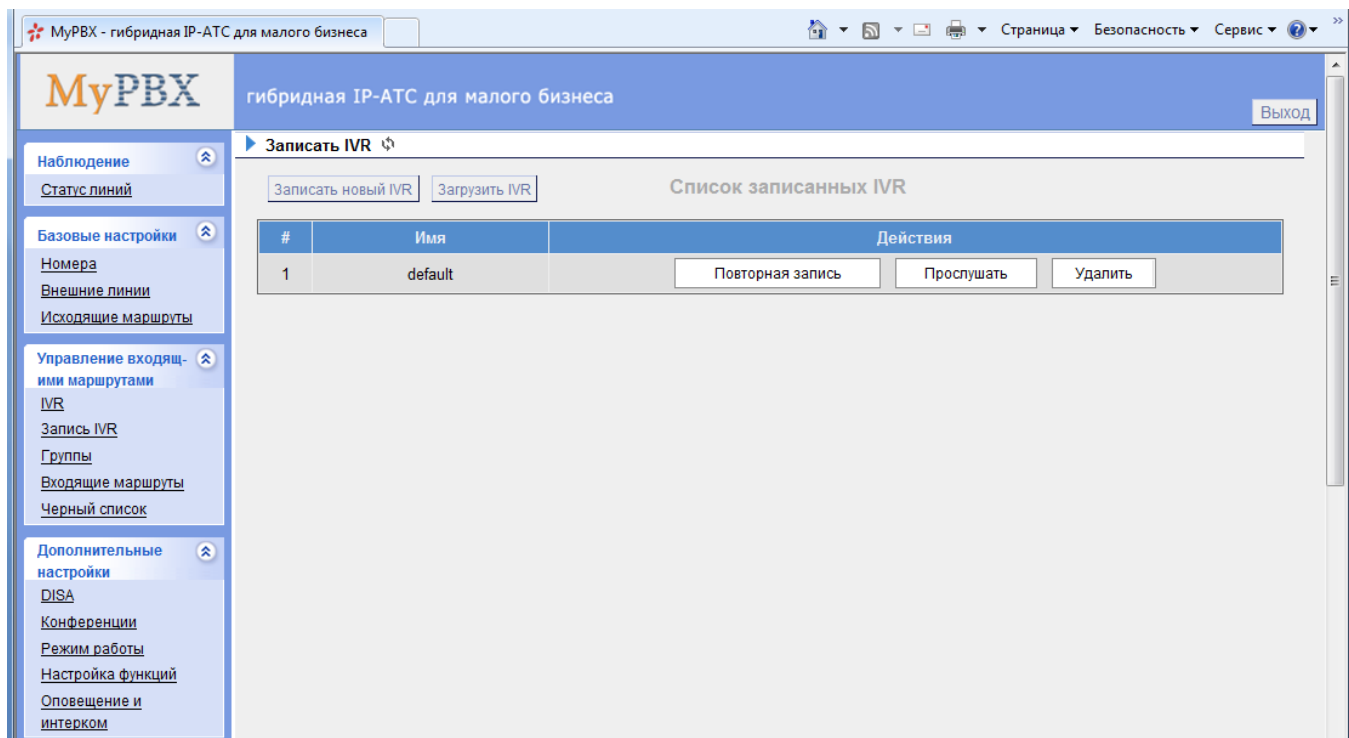 MyPBX - гибридная IP-АТС для малого бизнеса
Страница Безопасность Сервис
MyPBX
гибридная IP-АТС для малого бизнеса
Выход
Наблюдение
Статус линий
Базовые настройки
Номера
Внешние линии
Исходящие маршруты
Управление входящ-
ими маршрутами
IVR
Запись IVR
Группы
Входящие маршруты
Черный список
Дополнительные
настройки
DISA
Конференции
Режим работы
Настройка функций
Оповещение и
интерком
Записать IVR
Записать новый IVR Загрузить IVR Список записанных IVR
# Имя Действия
1 default Повторная запись Прослушать Удалить